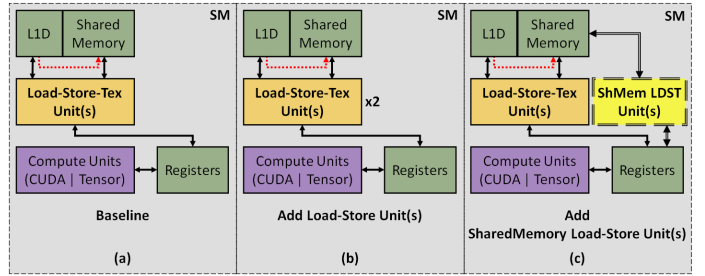 SM
L1D
Shared
Memory
Load-Store-Tex
Unit(s)
Compute Units
(CUDA | Tensor)
Registers
Baseline
(a)
SM
L1D
Shared
Memory
Load-Store-Tex
Unit(s)
x2
Compute Units
(CUDA | Tensor)
Registers
Add Load-Store Unit(s)
(b)
SM
L1D
Shared
Memory
Load-Store-Tex
Unit(s)
ShMem LDST
Unit(s)
Compute Units
(CUDA | Tensor)
Registers
Add
SharedMemory Load-Store Unit(s)
(c)